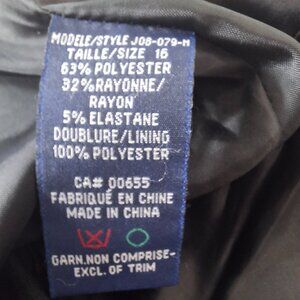 MODELE/STYLE JOB-079-H
TAILLE/SIZE 16
63% POLYESTER
32% RAYONNE/
RAYON
5% ELASTANE
DOUBLURE/LINING
100% POLYESTER
CA# 00655
FABRIQUÉ EN CHINE
MADE IN CHINA
GARN.NON COMPRISE-
EXCL. OF TRIM